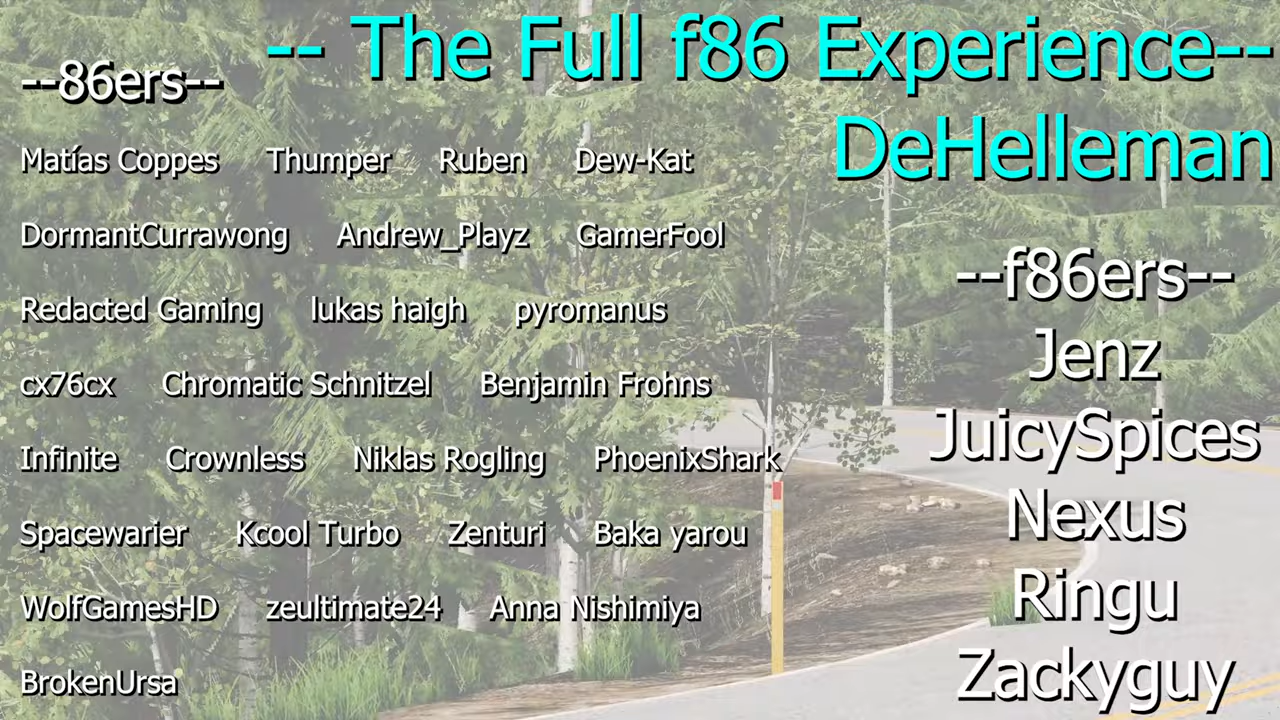 -- The Full f86 Experience--
DeHelleman
--86ers--
Matías Coppes Thumper Ruben Dew-Kat
DormantCurrawong Andrew_Playz GamerFool
Redacted Gaming lukas haigh pyromanus
cx76cx Chromatic Schnitzel Benjamin Frohns
Infinite Crownless Niklas Rogling PhoenixShark
Spacewarier Kcool Turbo Zenturi Baka yarou
WolfGamesHD zeultimate24 Anna Nishimiya
BrokenUrsa
--f86ers--
Jenz
JuicySpices
Nexus
Ringu
Zackyguy